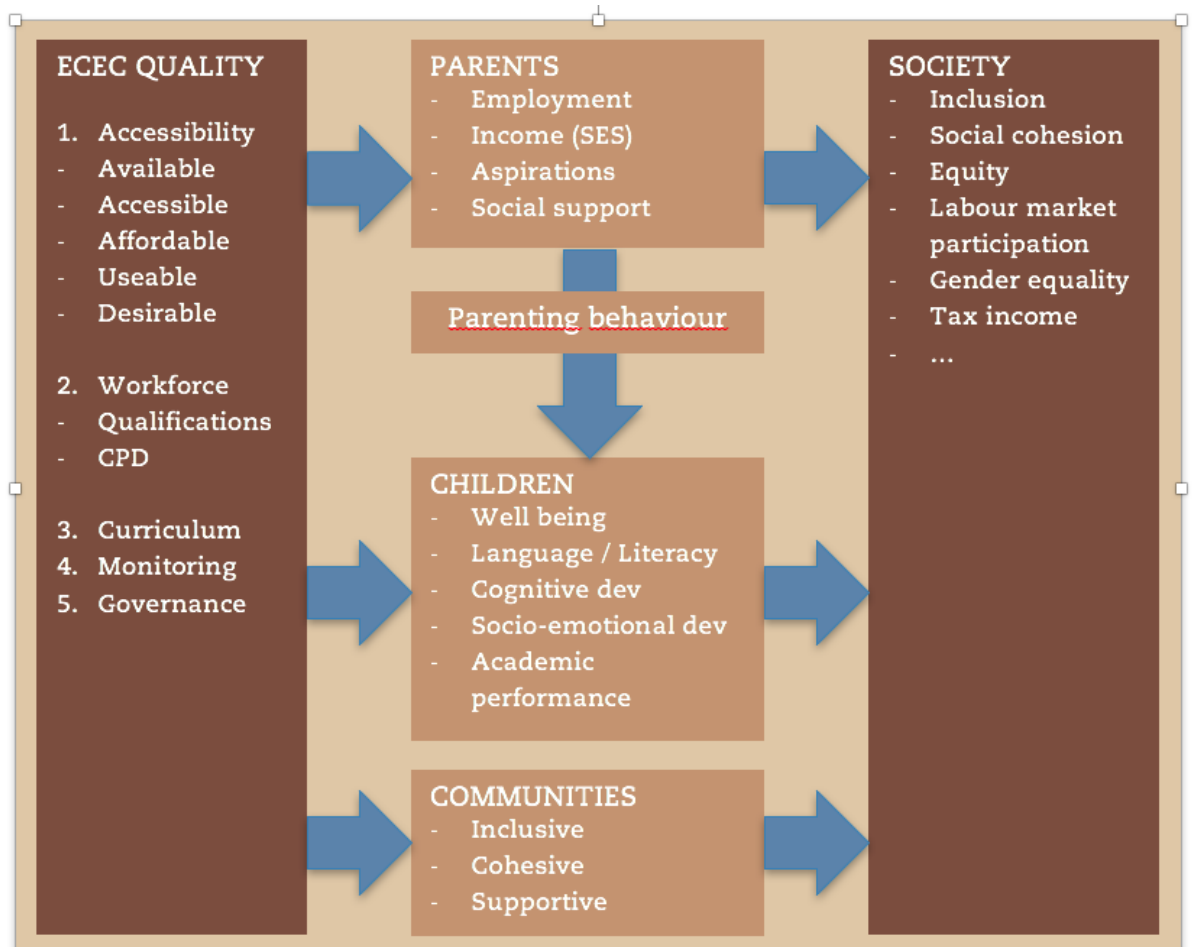 ECEC QUALITY
1. Accessibility
- Available
- Accessible
- Affordable
- Useable
- Desirable
2. Workforce
- Qualifications
- CPD
3. Curriculum
4. Monitoring
5. Governance
PARENTS
- Employment
- Income (SES)
- Aspirations
- Social support
Parenting behaviour
CHILDREN
- Well being
- Language / Literacy
- Cognitive dev
- Socio-emotional dev
- Academic
performance
COMMUNITIES
- Inclusive
- Cohesive
- Supportive
SOCIETY
- Inclusion
- Social cohesion
- Equity
- Labour market
participation
- Gender equality
- Tax income
- ...